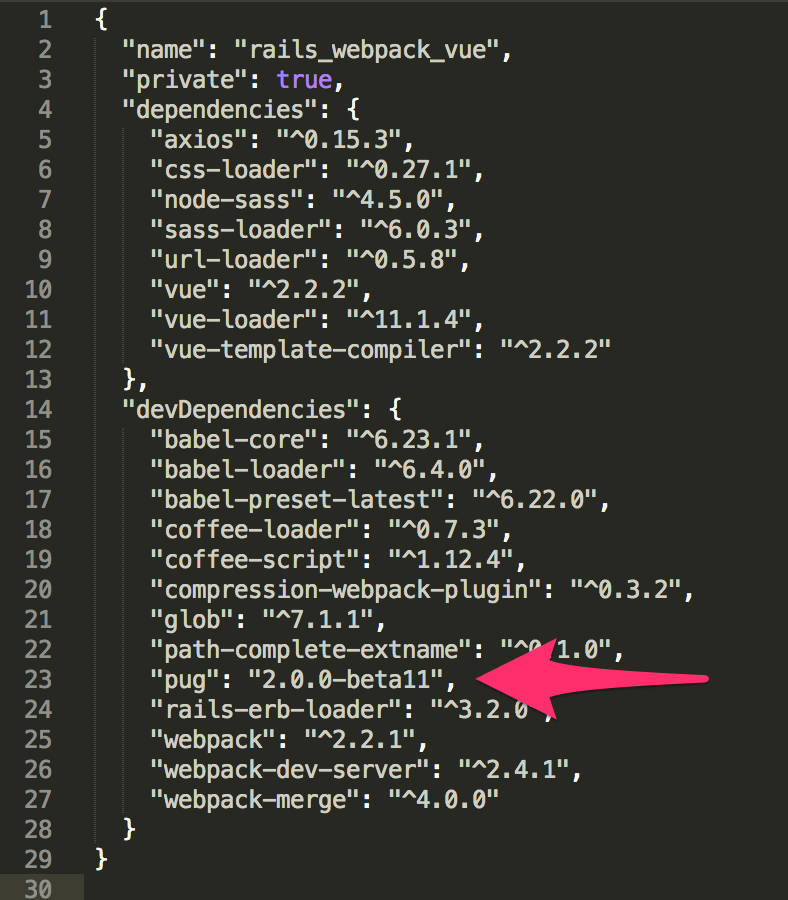 1 {
2   "name": "rails_webpack_vue",
3   "private": true,
4   "dependencies": {
5     "axios": "^0.15.3",
6     "css-loader": "^0.27.1",
7     "node-sass": "^4.5.0",
8     "sass-loader": "^6.0.3",
9     "url-loader": "^0.5.8",
10     "vue": "^2.2.2",
11     "vue-loader": "^11.1.4",
12     "vue-template-compiler": "^2.2.2"
13   },
14   "devDependencies": {
15     "babel-core": "^6.23.1",
16     "babel-loader": "^6.4.0",
17     "babel-preset-latest": "^6.22.0",
18     "coffee-loader": "^0.7.3",
19     "coffee-script": "^1.12.4",
20     "compression-webpack-plugin": "^0.3.2",
21     "glob": "^7.1.1",
22     "path-complete-extname": "^0.1.0",
23     "pug": "2.0.0-beta11",
24     "rails-erb-loader": "^3.2.0",
25     "webpack": "^2.2.1",
26     "webpack-dev-server": "^2.4.1",
27     "webpack-merge": "^4.0.0"
28   }
29 }
30